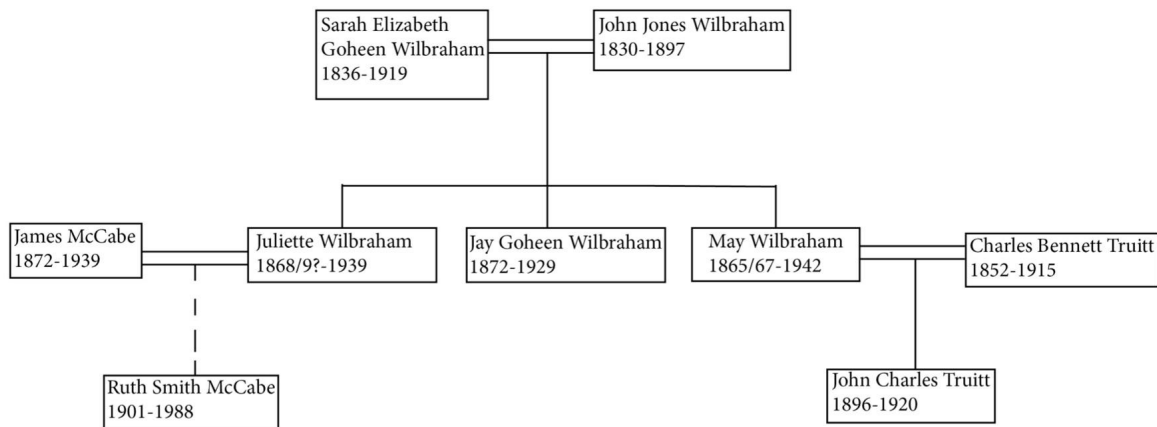 Sarah Elizabeth
Goheen Wilbraham
1836-1919
John Jones Wilbraham
1830-1897
James McCabe
1872-1939
Juliette Wilbraham
1868/9?-1939
Jay Goheen Wilbraham
1872-1929
May Wilbraham
1865/67-1942
Charles Bennett Truitt
1852-1915
Ruth Smith McCabe
1901-1988
John Charles Truitt
1896-1920